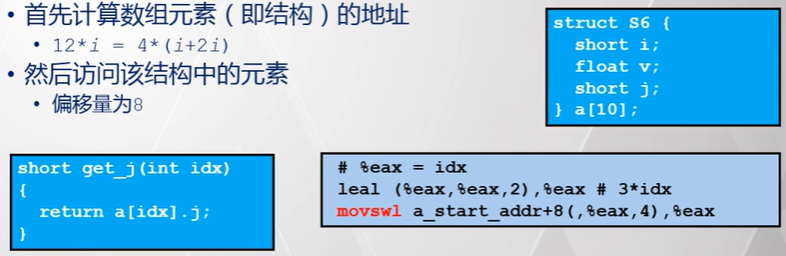 • 首先计算数组元素（即结构）的地址
• 12*i = 4*(i+2i)
• 然后访问该结构中的元素
• 偏移量为8
struct S6 {
  short i;
  float v;
  short j;
} a[10];
short get_j(int idx)
{
  return a[idx].j;
}
# %eax = idx
leal (%eax,%eax,2),%eax # 3*idx
movswl a_start_addr+8(,%eax,4),%eax